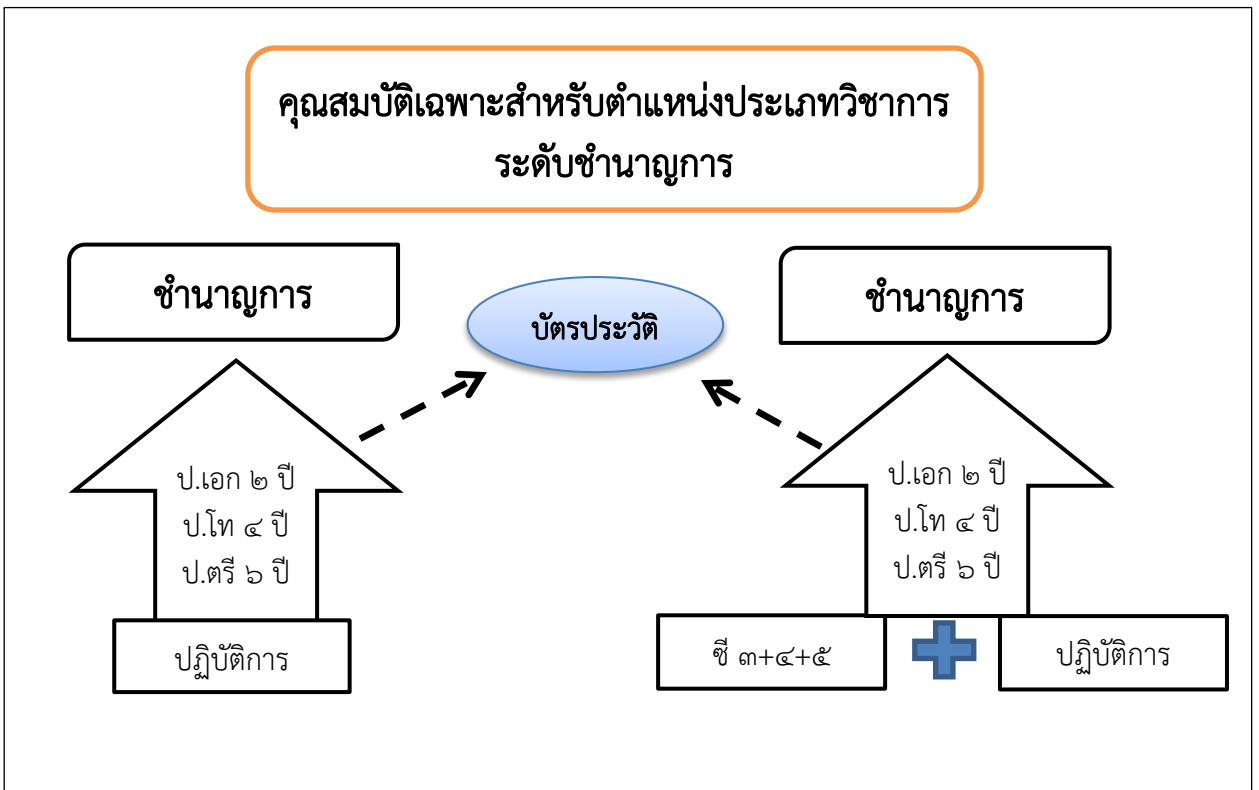 คุณสมบัติเฉพาะสำหรับตำแหน่งประเภทวิชาการ
ระดับชำนาญการ
ชำนาญการ
บัตรประวัติ
ชำนาญการ
ป.เอก ๒ ปี
ป.โท ๔ ปี
ป.ตรี ๖ ปี
ปฏิบัติการ
ป.เอก ๒ ปี
ป.โท ๔ ปี
ป.ตรี ๖ ปี
ซี ๓+๔+๕
ปฏิบัติการ